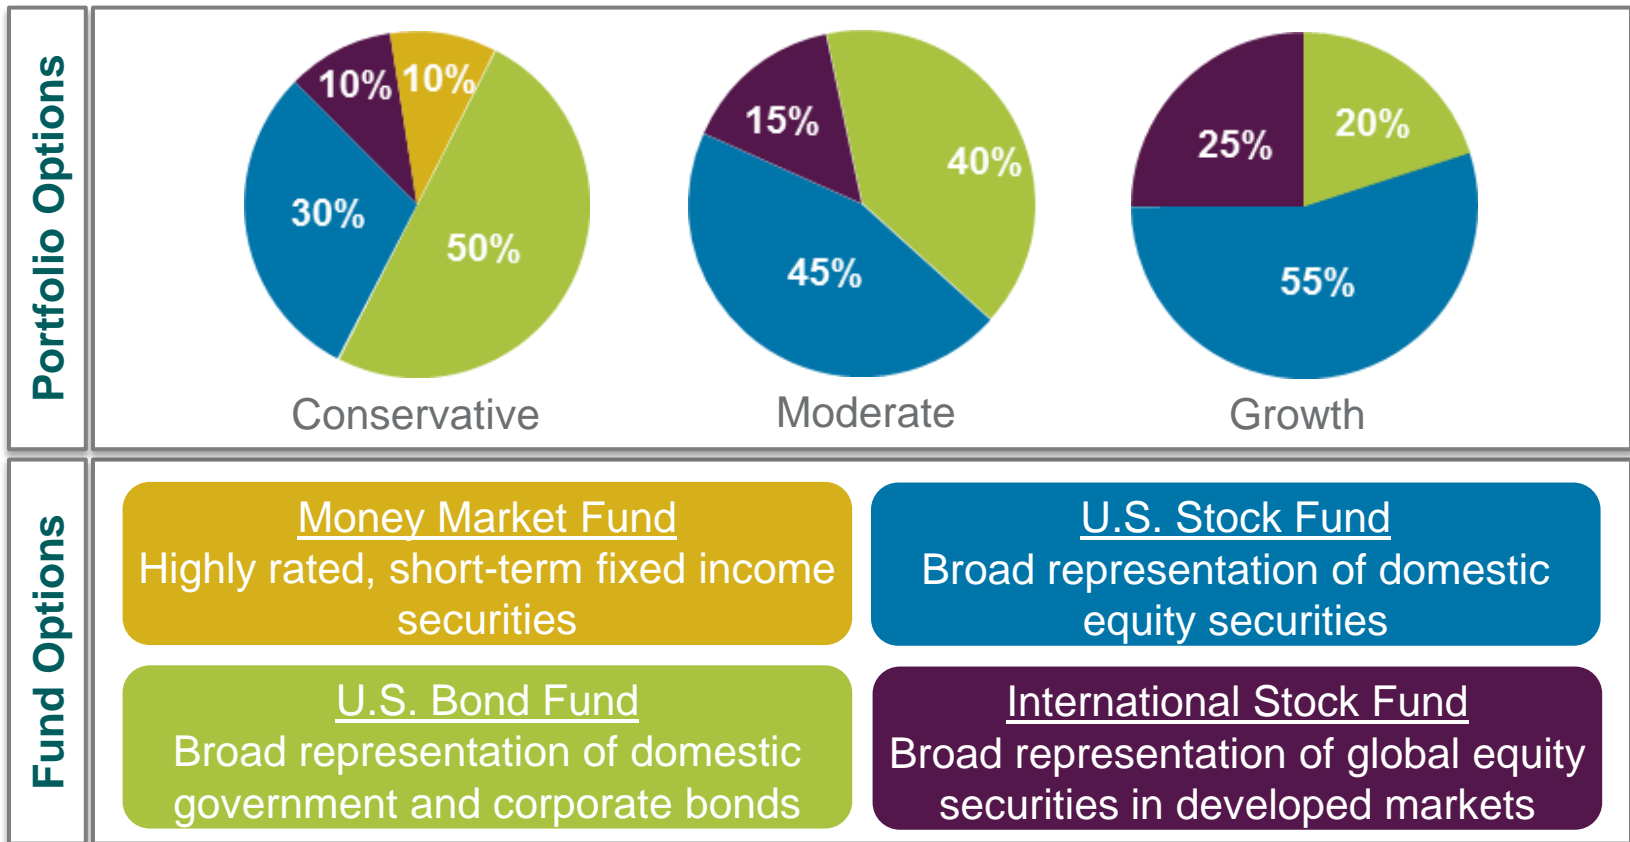 Portfolio Options
10%
10%
30%
50%
Conservative
15%
40%
45%
Moderate
25%
20%
55%
Growth
Fund Options
Money Market Fund
Highly rated, short-term fixed income
securities
U.S. Stock Fund
Broad representation of domestic
equity securities
U.S. Bond Fund
Broad representation of domestic
government and corporate bonds
International Stock Fund
Broad representation of global equity
securities in developed markets